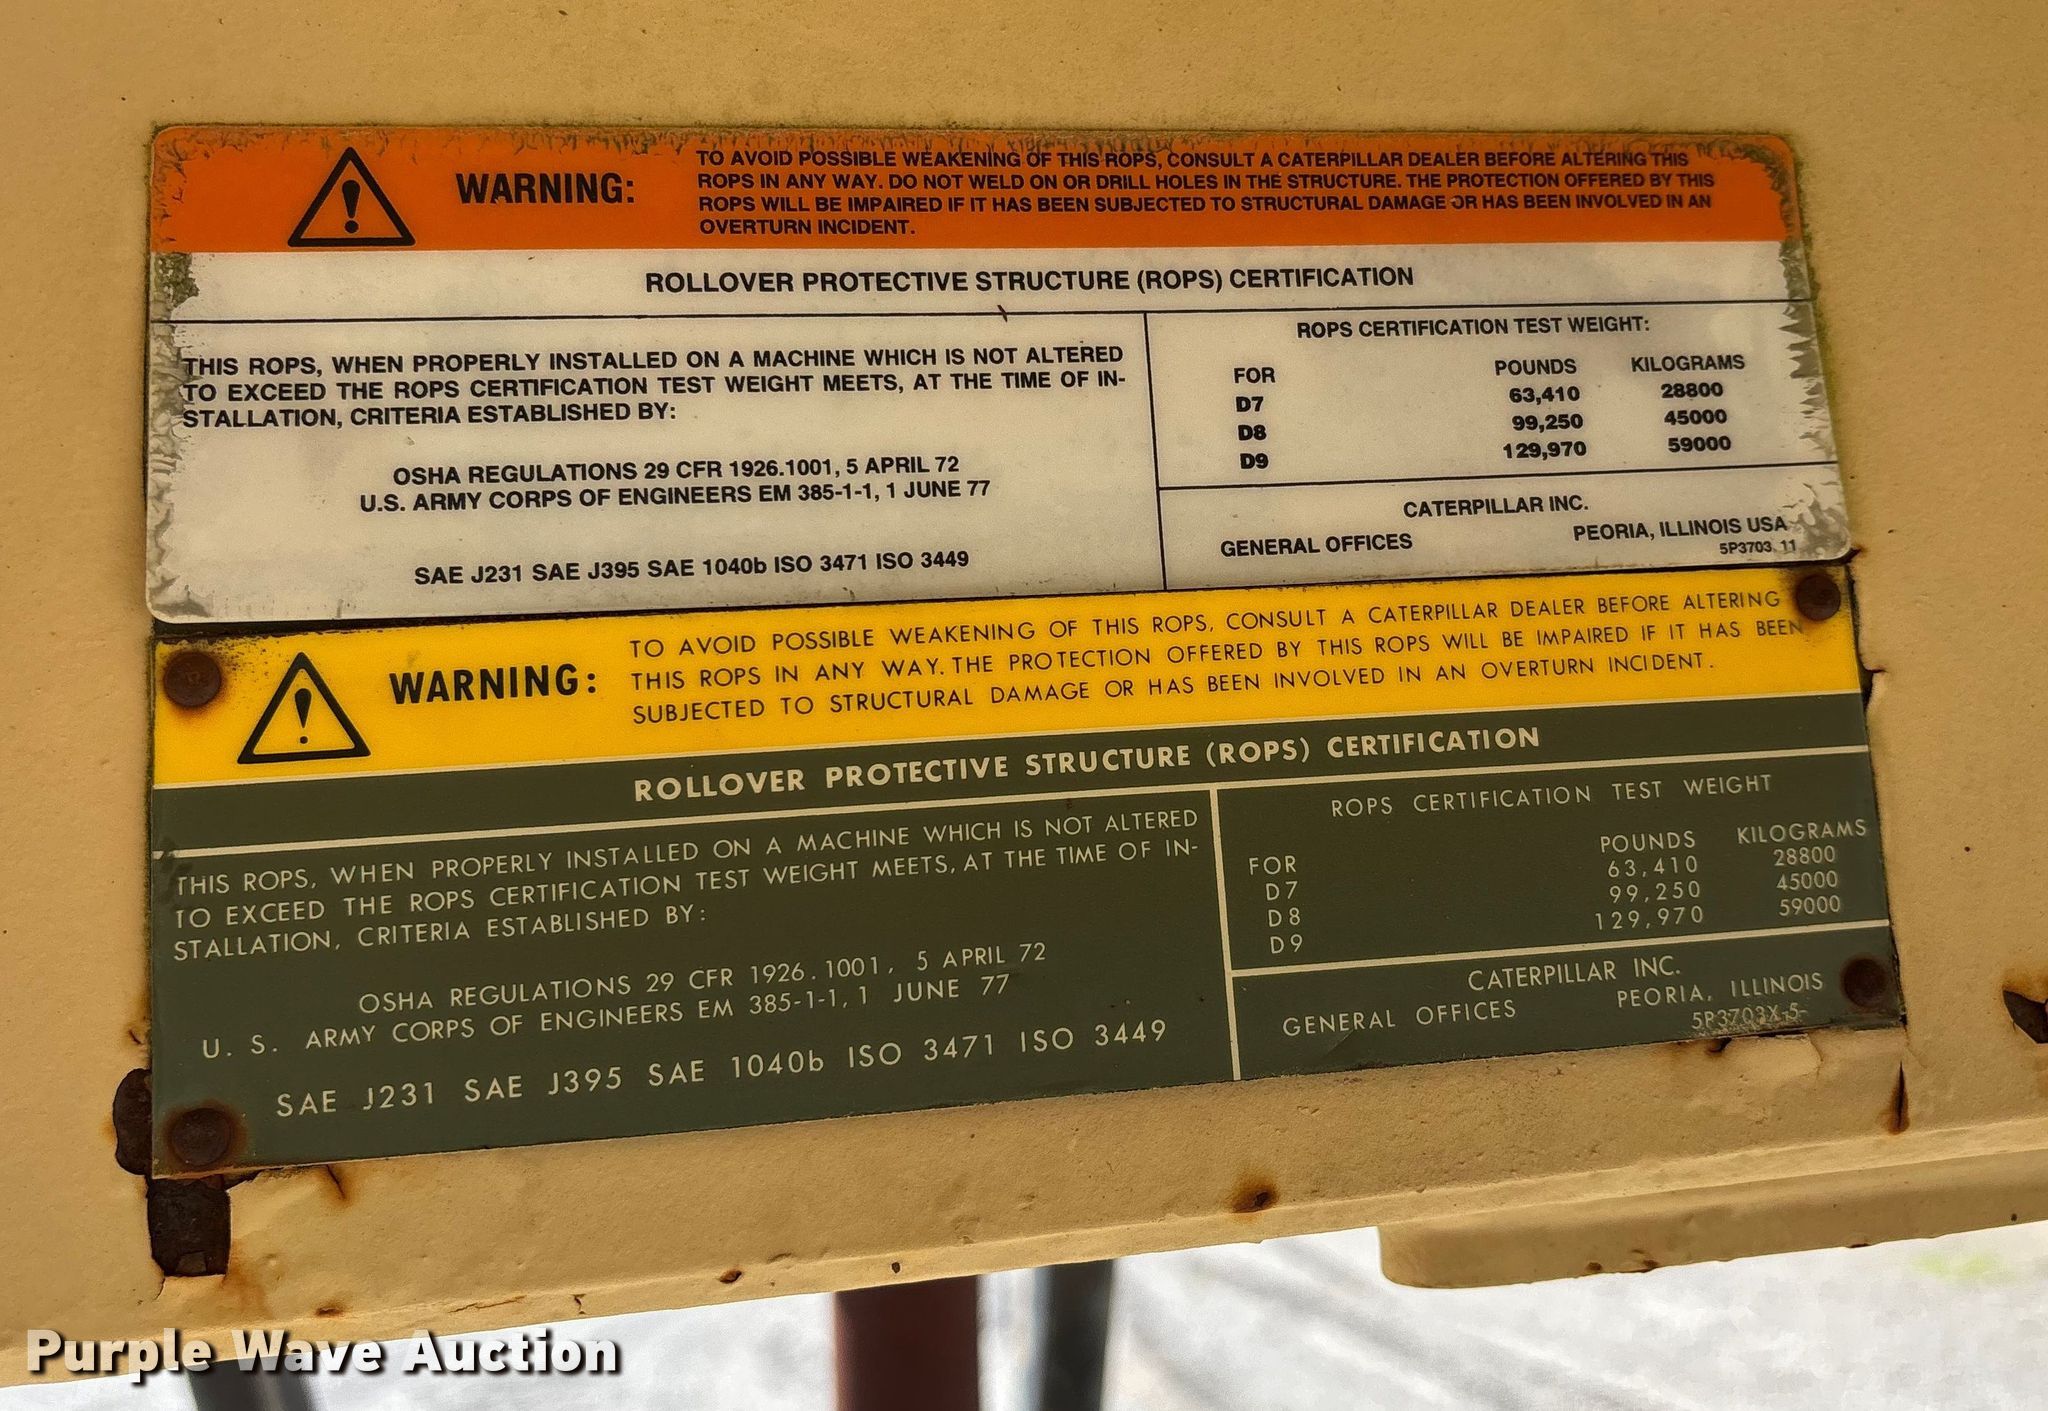 WARNING:
TO AVOID POSSIBLE WEAKENING OF THIS ROPS, CONSULT A CATERPILLAR DEALER BEFORE ALTERING THIS
ROPS IN ANY WAY. DO NOT WELD ON OR DRILL HOLES IN THE STRUCTURE. THE PROTECTION OFFERED BY THIS
ROPS WILL BE IMPAIRED IF IT HAS BEEN SUBJECTED TO STRUCTURAL DAMAGE OR HAS BEEN INVOLVED IN AN
OVERTURN INCIDENT.
ROLLOVER PROTECTIVE STRUCTURE (ROPS) CERTIFICATION
THIS ROPS, WHEN PROPERLY INSTALLED ON A MACHINE WHICH IS NOT ALTERED
TO EXCEED THE ROPS CERTIFICATION TEST WEIGHT MEETS, AT THE TIME OF IN-
STALLATION, CRITERIA ESTABLISHED BY:
OSHA REGULATIONS 29 CFR 1926.1001, 5 APRIL 72
U.S. ARMY CORPS OF ENGINEERS EM 385-1-1, 1 JUNE 77
SAE J231 SAE J395 SAE 1040b ISO 3471 ISO 3449
ROPS CERTIFICATION TEST WEIGHT:
FOR POUNDS KILOGRAMS
D7 63,410 28800
D8 99,250 45000
D9 129,970 59000
CATERPILLAR INC.
GENERAL OFFICES PEORIA, ILLINOIS USA
5P3703 11
WARNING:
TO AVOID POSSIBLE WEAKENING OF THIS ROPS, CONSULT A CATERPILLAR DEALER BEFORE ALTERING
THIS ROPS IN ANY WAY. THE PROTECTION OFFERED BY THIS ROPS WILL BE IMPAIRED IF IT HAS BEEN
SUBJECTED TO STRUCTURAL DAMAGE OR HAS BEEN INVOLVED IN AN OVERTURN INCIDENT.
ROLLOVER PROTECTIVE STRUCTURE (ROPS) CERTIFICATION
THIS ROPS, WHEN PROPERLY INSTALLED ON A MACHINE WHICH IS NOT ALTERED
TO EXCEED THE ROPS CERTIFICATION TEST WEIGHT MEETS, AT THE TIME OF IN-
STALLATION, CRITERIA ESTABLISHED BY:
OSHA REGULATIONS 29 CFR 1926.1001, 5 APRIL 72
U. S. ARMY CORPS OF ENGINEERS EM 385-1-1, 1 JUNE 77
SAE J231 SAE J395 SAE 1040b ISO 3471 ISO 3449
ROPS CERTIFICATION TEST WEIGHT
FOR POUNDS KILOGRAMS
D7 63,410 28800
D8 99,250 45000
D9 129,970 59000
CATERPILLAR INC.
GENERAL OFFICES PEORIA, ILLINOIS
5P3703X-5-
Purple Wave Auction